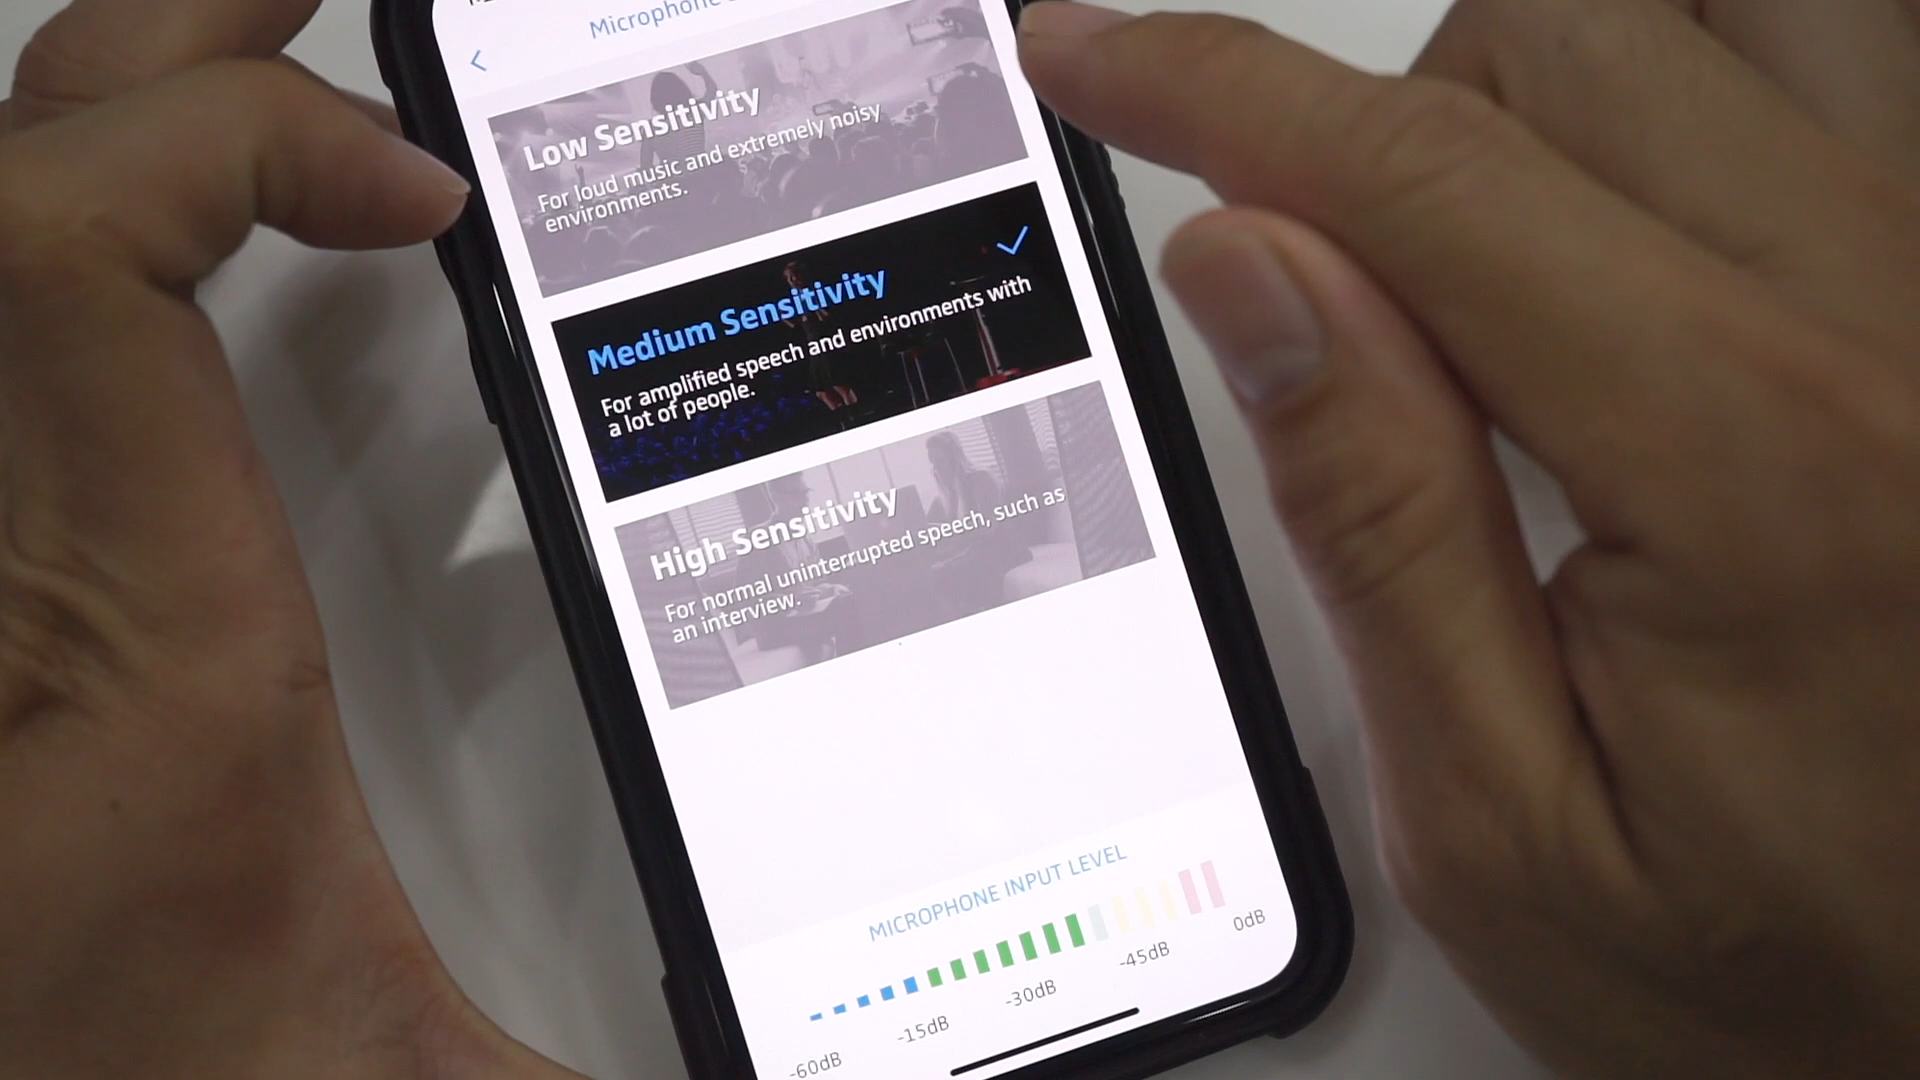 Microphone
Low Sensitivity
For loud music and extremely noisy
environments.
Medium Sensitivity
For amplified speech and environments with
a lot of people.
High Sensitivity
For normal uninterrupted speech, such as
an interview.
MICROPHONE INPUT LEVEL
-60dB
-15dB
-30dB
-45dB
0dB